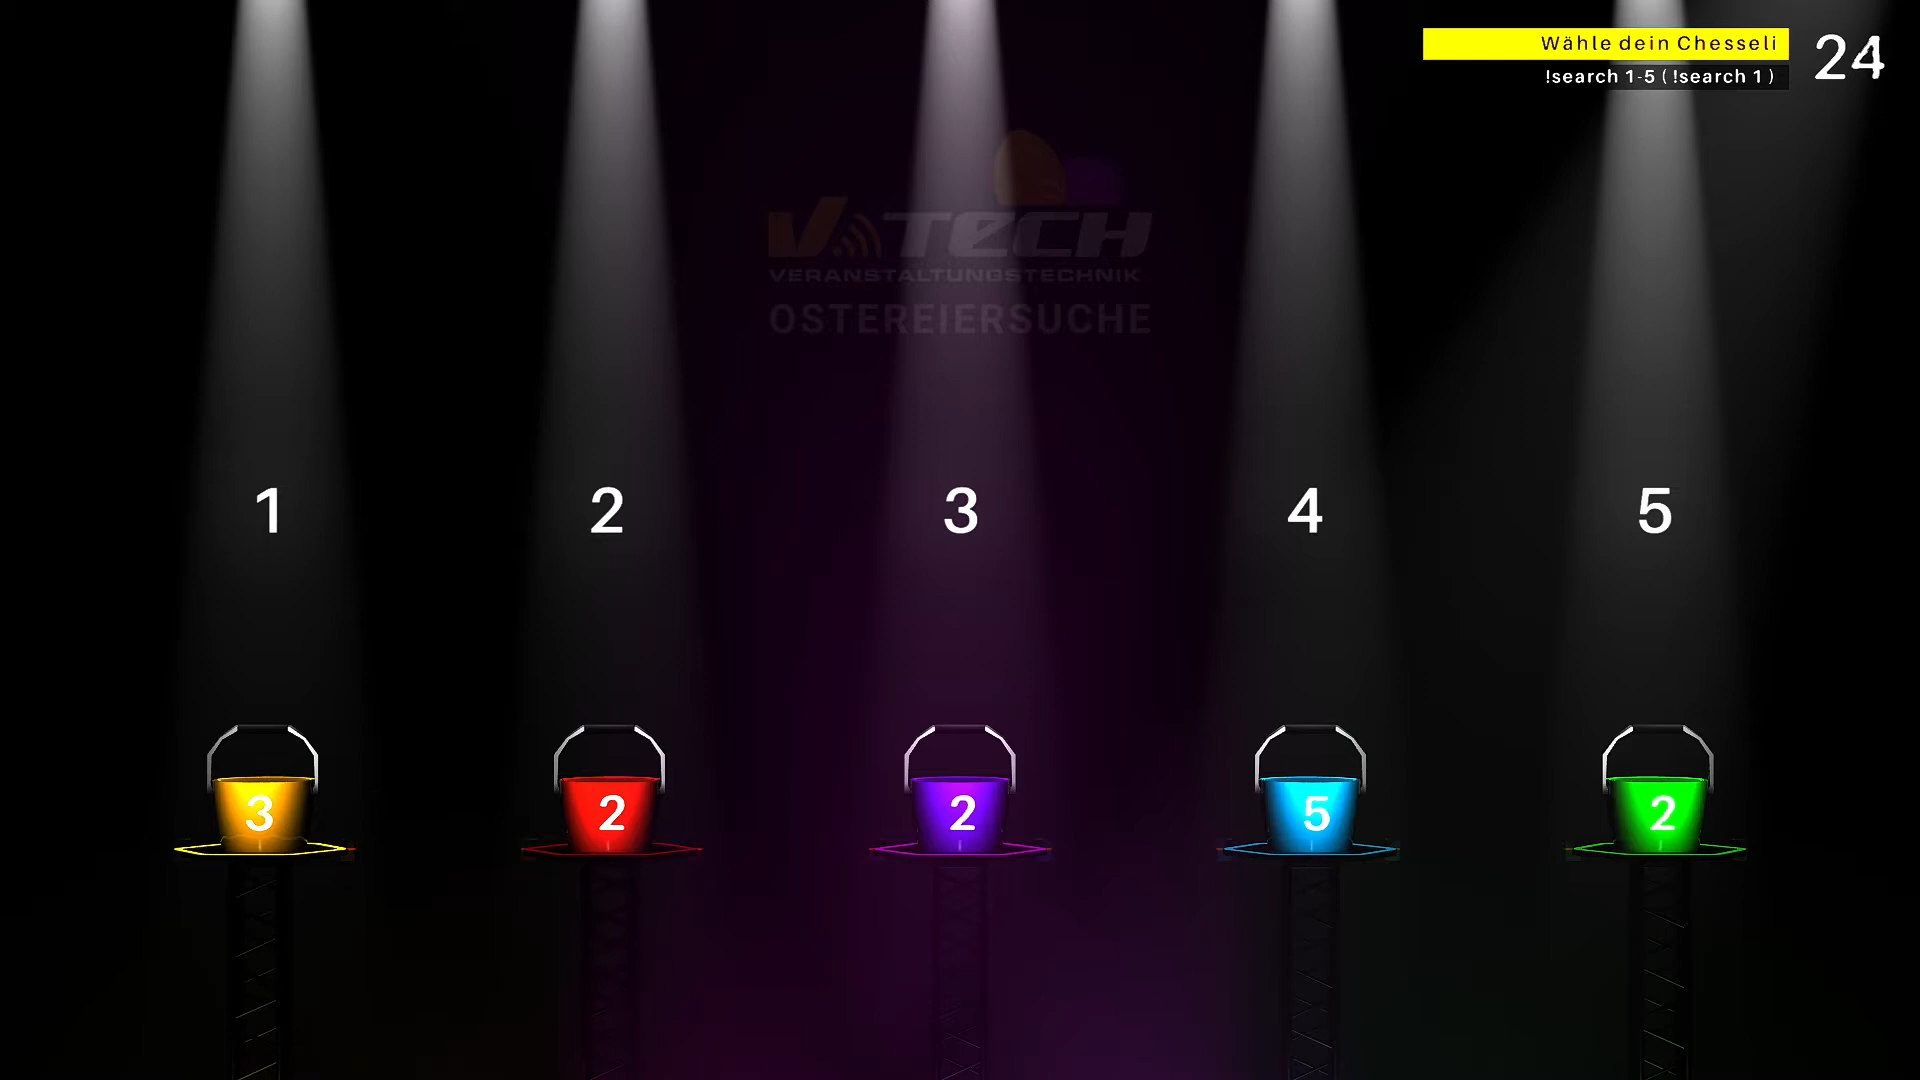 Wähle dein Chesseli
24
!search 1-5 ( !search 1 )
V TECH
VERANSTALTUNGSTECHNIK
OSTEREIERSUCHE
1 2 3 4 5
3 2 2 5 2